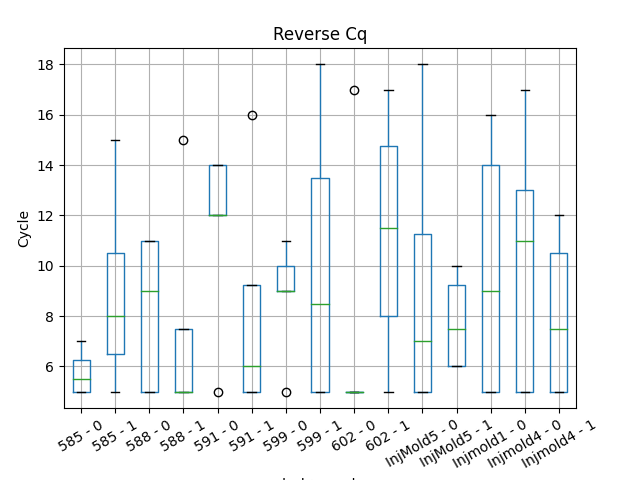 Reverse Cq
18
16
14
12
10
8
6
Cycle
585 - 0
585 - 1
588 - 0
588 - 1
591 - 0
591 - 1
599 - 0
599 - 1
602 - 0
602 - 1
InjMold5 - 0
InjMold5 - 1
Injmold1 - 0
Injmold4 - 0
Injmold4 - 1